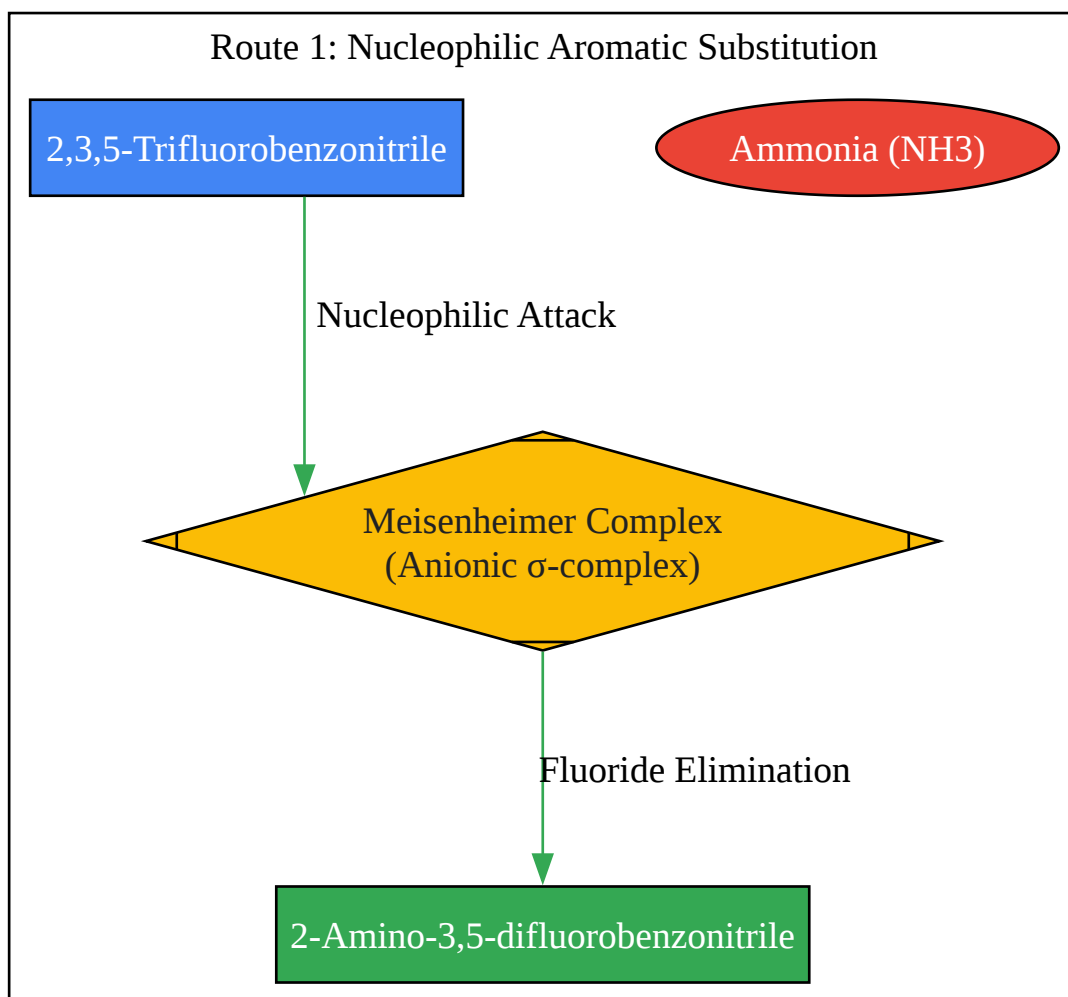 Route 1: Nucleophilic Aromatic Substitution
2,3,5-Trifluorobenzonitrile
Ammonia (NH3)
Nucleophilic Attack
Meisenheimer Complex
(Anionic σ-complex)
Fluoride Elimination
2-Amino-3,5-difluorobenzonitrile